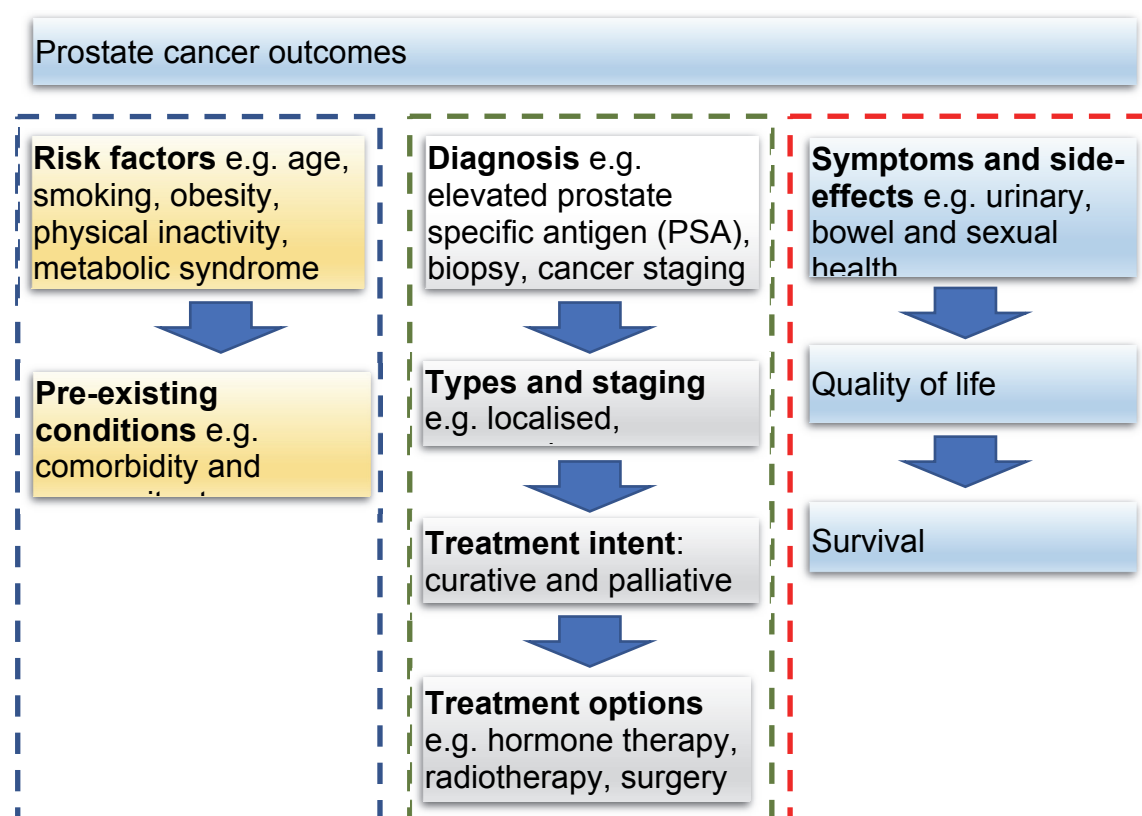 Prostate cancer outcomes
Risk factors e.g. age,
smoking, obesity,
physical inactivity,
metabolic syndrome
Pre-existing
conditions e.g.
comorbidity and
Diagnosis e.g.
elevated prostate
specific antigen (PSA),
biopsy, cancer staging
Types and staging
e.g. localised,
Treatment intent:
curative and palliative
Treatment options
e.g. hormone therapy,
radiotherapy, surgery
Symptoms and side-
effects e.g. urinary,
bowel and sexual
health
Quality of life
Survival